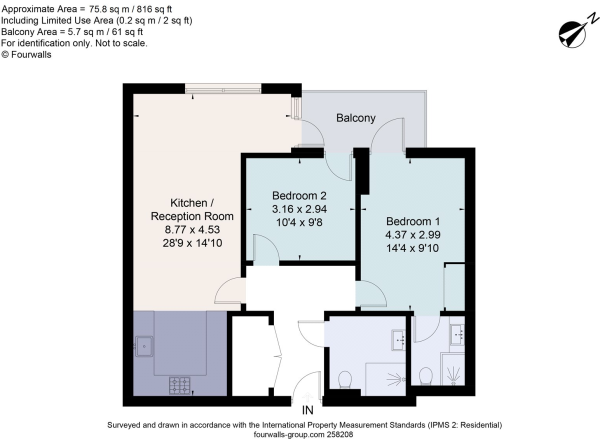 Approximate Area = 75.8 sq m / 816 sq ft
Including Limited Use Area (0.2 sq m / 2 sq ft)
Balcony Area = 5.7 sq m / 61 sq ft
For identification only. Not to scale.
© Fourwalls
N
Balcony
Kitchen /
Reception Room
8.77 x 4.53
28'9 x 14'10
Bedroom 2
3.16 x 2.94
10'4 x 9'8
Bedroom 1
4.37 x 2.99
14'4 x 9'10
IN
Surveyed and drawn in accordance with the International Property Measurement Standards (IPMS 2: Residential)
fourwalls-group.com 258208